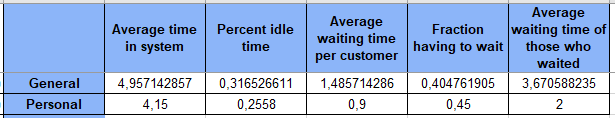 Average time in system Percent idle time Average waiting time per customer Fraction having to wait Average waiting time of those who waited
General 4,957142857 0,316526611 1,485714286 0,404761905 3,670588235
Personal 4,15 0,2558 0,9 0,45 2